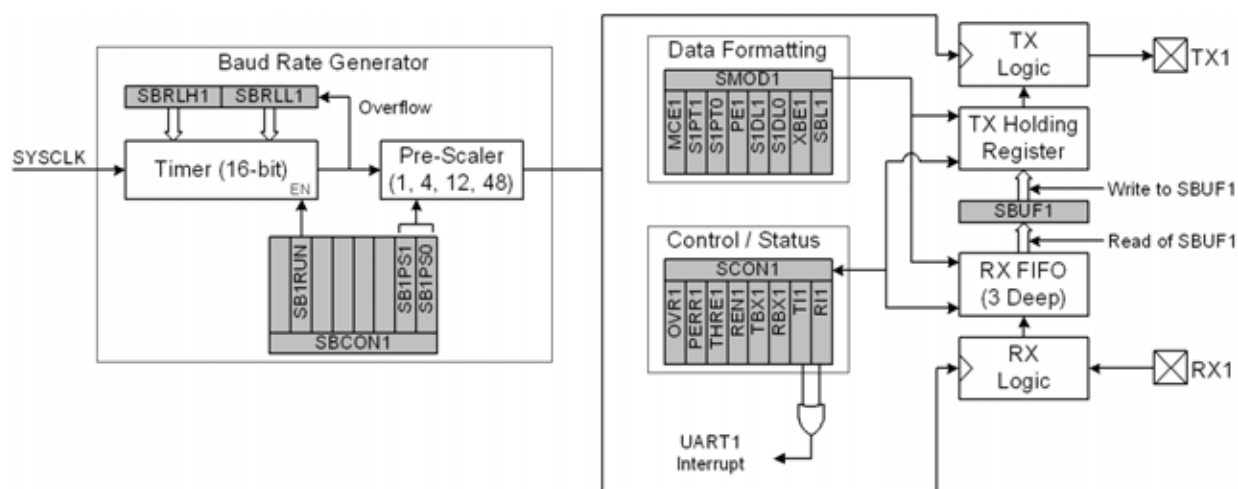 Baud Rate Generator
SBRLH1 SBRLL1
Overflow
SYSCLK
Timer (16-bit)
EN
Pre-Scaler
(1, 4, 12, 48)
SB1RUN
SB1PS1
SB1PS0
SBCON1
Data Formatting
SMOD1
MCE1
S1PT1
S1PT0
PE1
S1DL1
S1DL0
XBE1
SBL1
Control / Status
SCON1
OVR1
PERR1
THRE1
REN1
TBX1
RBX1
TI1
RI1
UART1
Interrupt
TX
Logic
TX1
TX Holding
Register
Write to SBUF1
SBUF1
Read of SBUF1
RX FIFO
(3 Deep)
RX
Logic
RX1